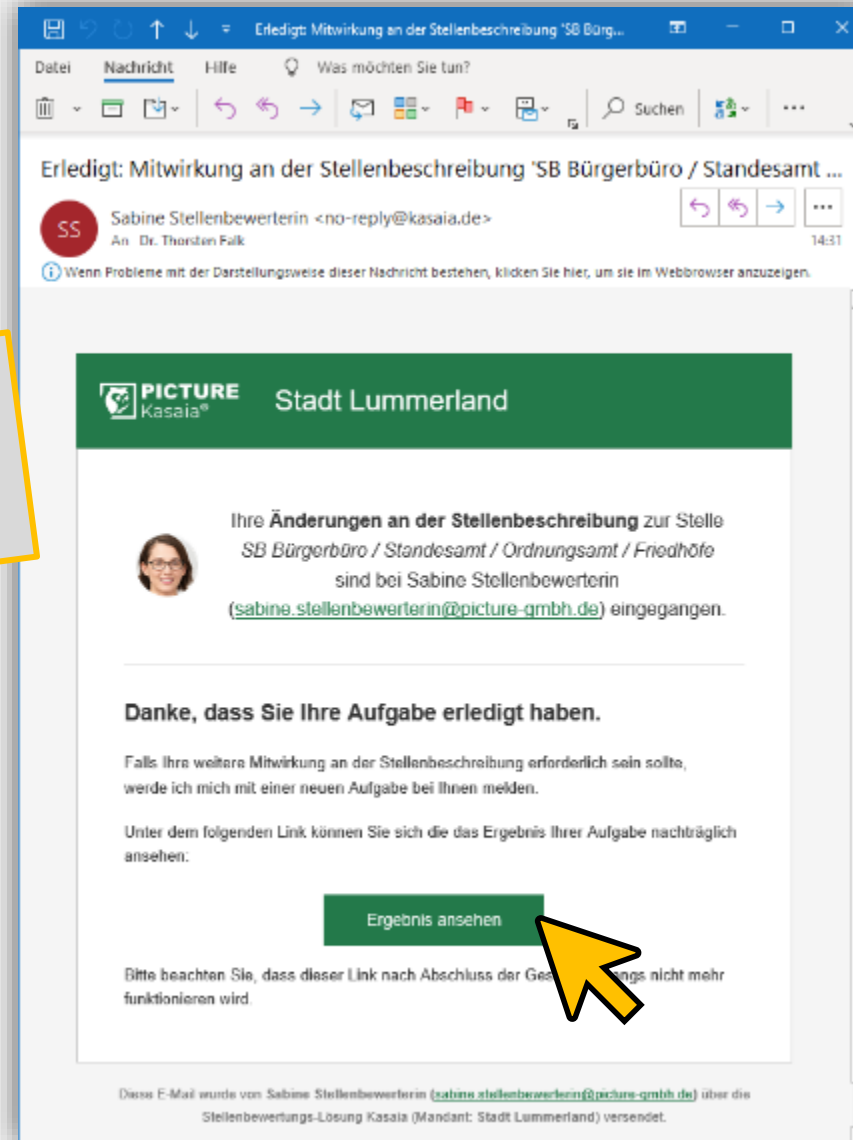 Erledigt: Mitwirkung an der Stellenbeschreibung 'SB Bürg...
Datei Nachricht Hilfe Was möchten Sie tun?
Suchen
Erledigt: Mitwirkung an der Stellenbeschreibung 'SB Bürgerbüro / Standesamt ...
SS
Sabine Stellenbewerterin <no-reply@kasaia.de>
An Dr. Thorsten Falk
14:31
Wenn Probleme mit der Darstellungsweise dieser Nachricht bestehen, klicken Sie hier, um sie im Webbrowser anzuzeigen.
PICTURE
Kasaia®
Stadt Lummerland
Ihre Änderungen an der Stellenbeschreibung zur Stelle
SB Bürgerbüro / Standesamt / Ordnungsamt / Friedhöfe
sind bei Sabine Stellenbewerterin
(sabine.stellenbewerterin@picture-gmbh.de) eingegangen.
Danke, dass Sie Ihre Aufgabe erledigt haben.
Falls Ihre weitere Mitwirkung an der Stellenbeschreibung erforderlich sein sollte,
werde ich mich mit einer neuen Aufgabe bei Ihnen melden.
Unter dem folgenden Link können Sie sich die das Ergebnis Ihrer Aufgabe nachträglich
ansehen:
Ergebnis ansehen
Bitte beachten Sie, dass dieser Link nach Abschluss der nicht mehr
funktionieren wird.
Diese E-Mail wurde von Sabine Stellenbewerterin (sabine.stellenbewerterin@picture-gmbh.de) über die
Stellenbewertungs-Lösung Kasaia (Mandant: Stadt Lummerland) versendet.